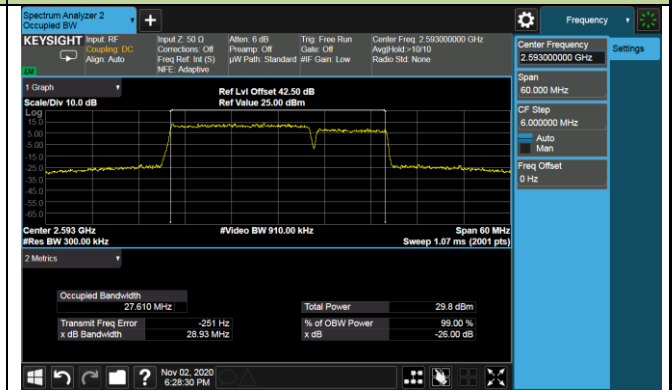 Spectrum Analyzer 2
Occupied BW
+
Frequency
KEYSIGHT
Input: RF
Coupling: DC
Align: Auto
Input Z: 50 Ω
Corrections: Off
Freq Ref: Int (S)
NFE: Adaptive
Atten: 6 dB
Preamp: Off
µW Path: Standard
Trig: Free Run
Gate: Off
#IF Gain: Low
Center Freq: 2.593000000 GHz
Avg|Hold:>10/10
Radio Std: None
Center Frequency
2.593000000 GHz
Settings
Span
60.000 MHz
CF Step
6.000000 MHz
Auto
Man
Freq Offset
0 Hz
1 Graph
Scale/Div 10.0 dB
Ref Lvl Offset 42.50 dB
Ref Value 25.00 dBm
Log
15.0
5.00
-5.00
-15.0
-25.0
-35.0
-45.0
-55.0
-65.0
Center 2.593 GHz
#Video BW 910.00 kHz
Span 60 MHz
#Res BW 300.00 kHz
Sweep 1.07 ms (2001 pts)
2 Metrics
Occupied Bandwidth
27.610 MHz
Total Power 29.8 dBm
Transmit Freq Error -251 Hz
% of OBW Power 99.00 %
x dB Bandwidth 28.93 MHz
x dB -26.00 dB
?
Nov 02, 2020
6:28:30 PM